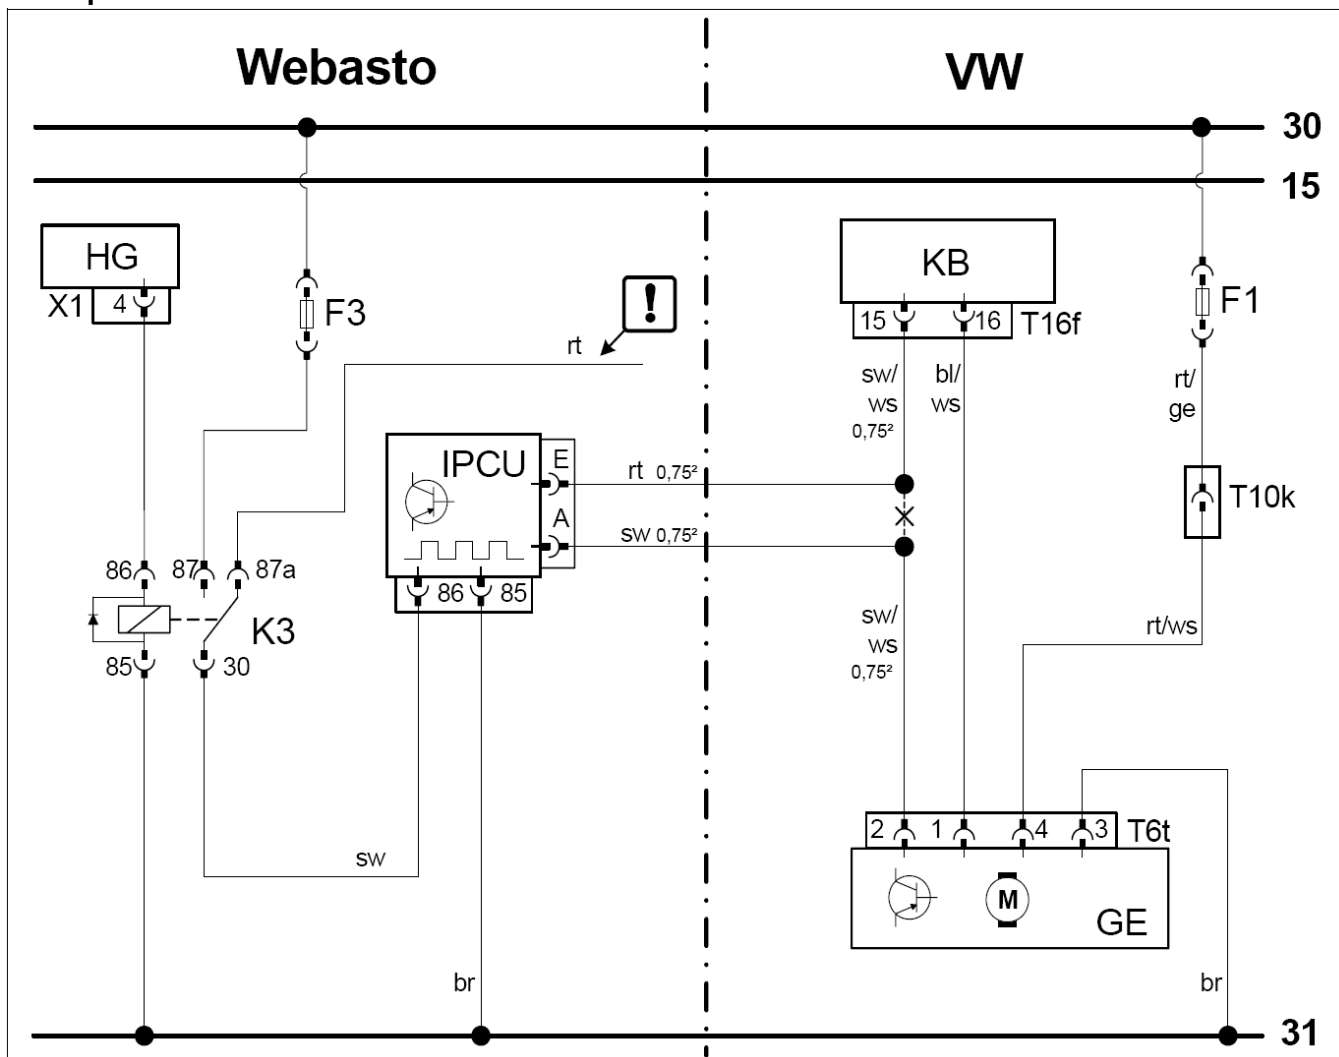 Webasto
VW
30
15
HG
X1
4
F3
!
rt
KB
15
16
T16f
F1
sw/
ws
0,75²
bl/
ws
rt/
ge
IPCU
E
A
rt 0,75²
sw 0,75²
T10k
86
87
87a
86
85
K3
85
30
sw/
ws
0,75²
rt/ws
sw
2
1
4
3
T6t
M
GE
br
br
31